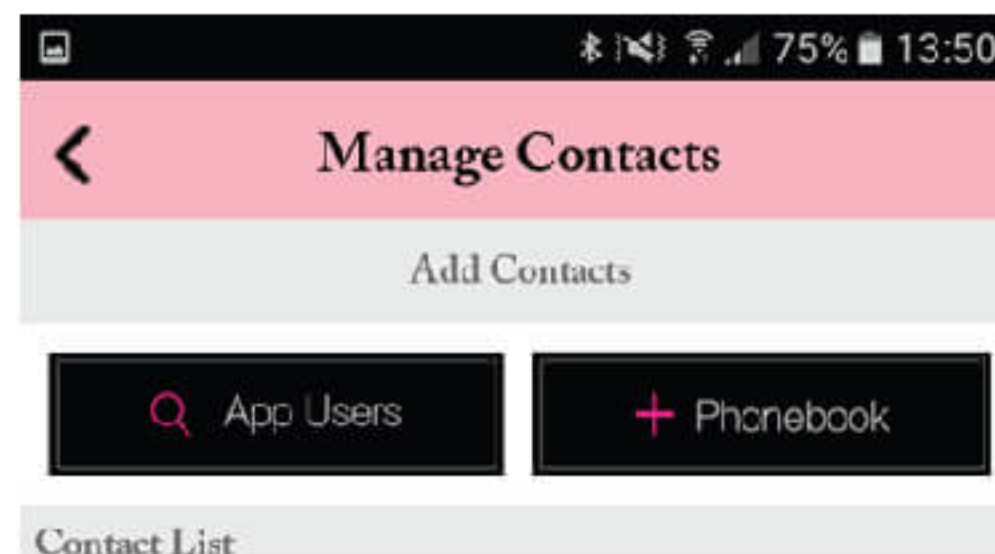 75% 13:50
Manage Contacts
Add Contacts
App Users
Phonebook
Contact List